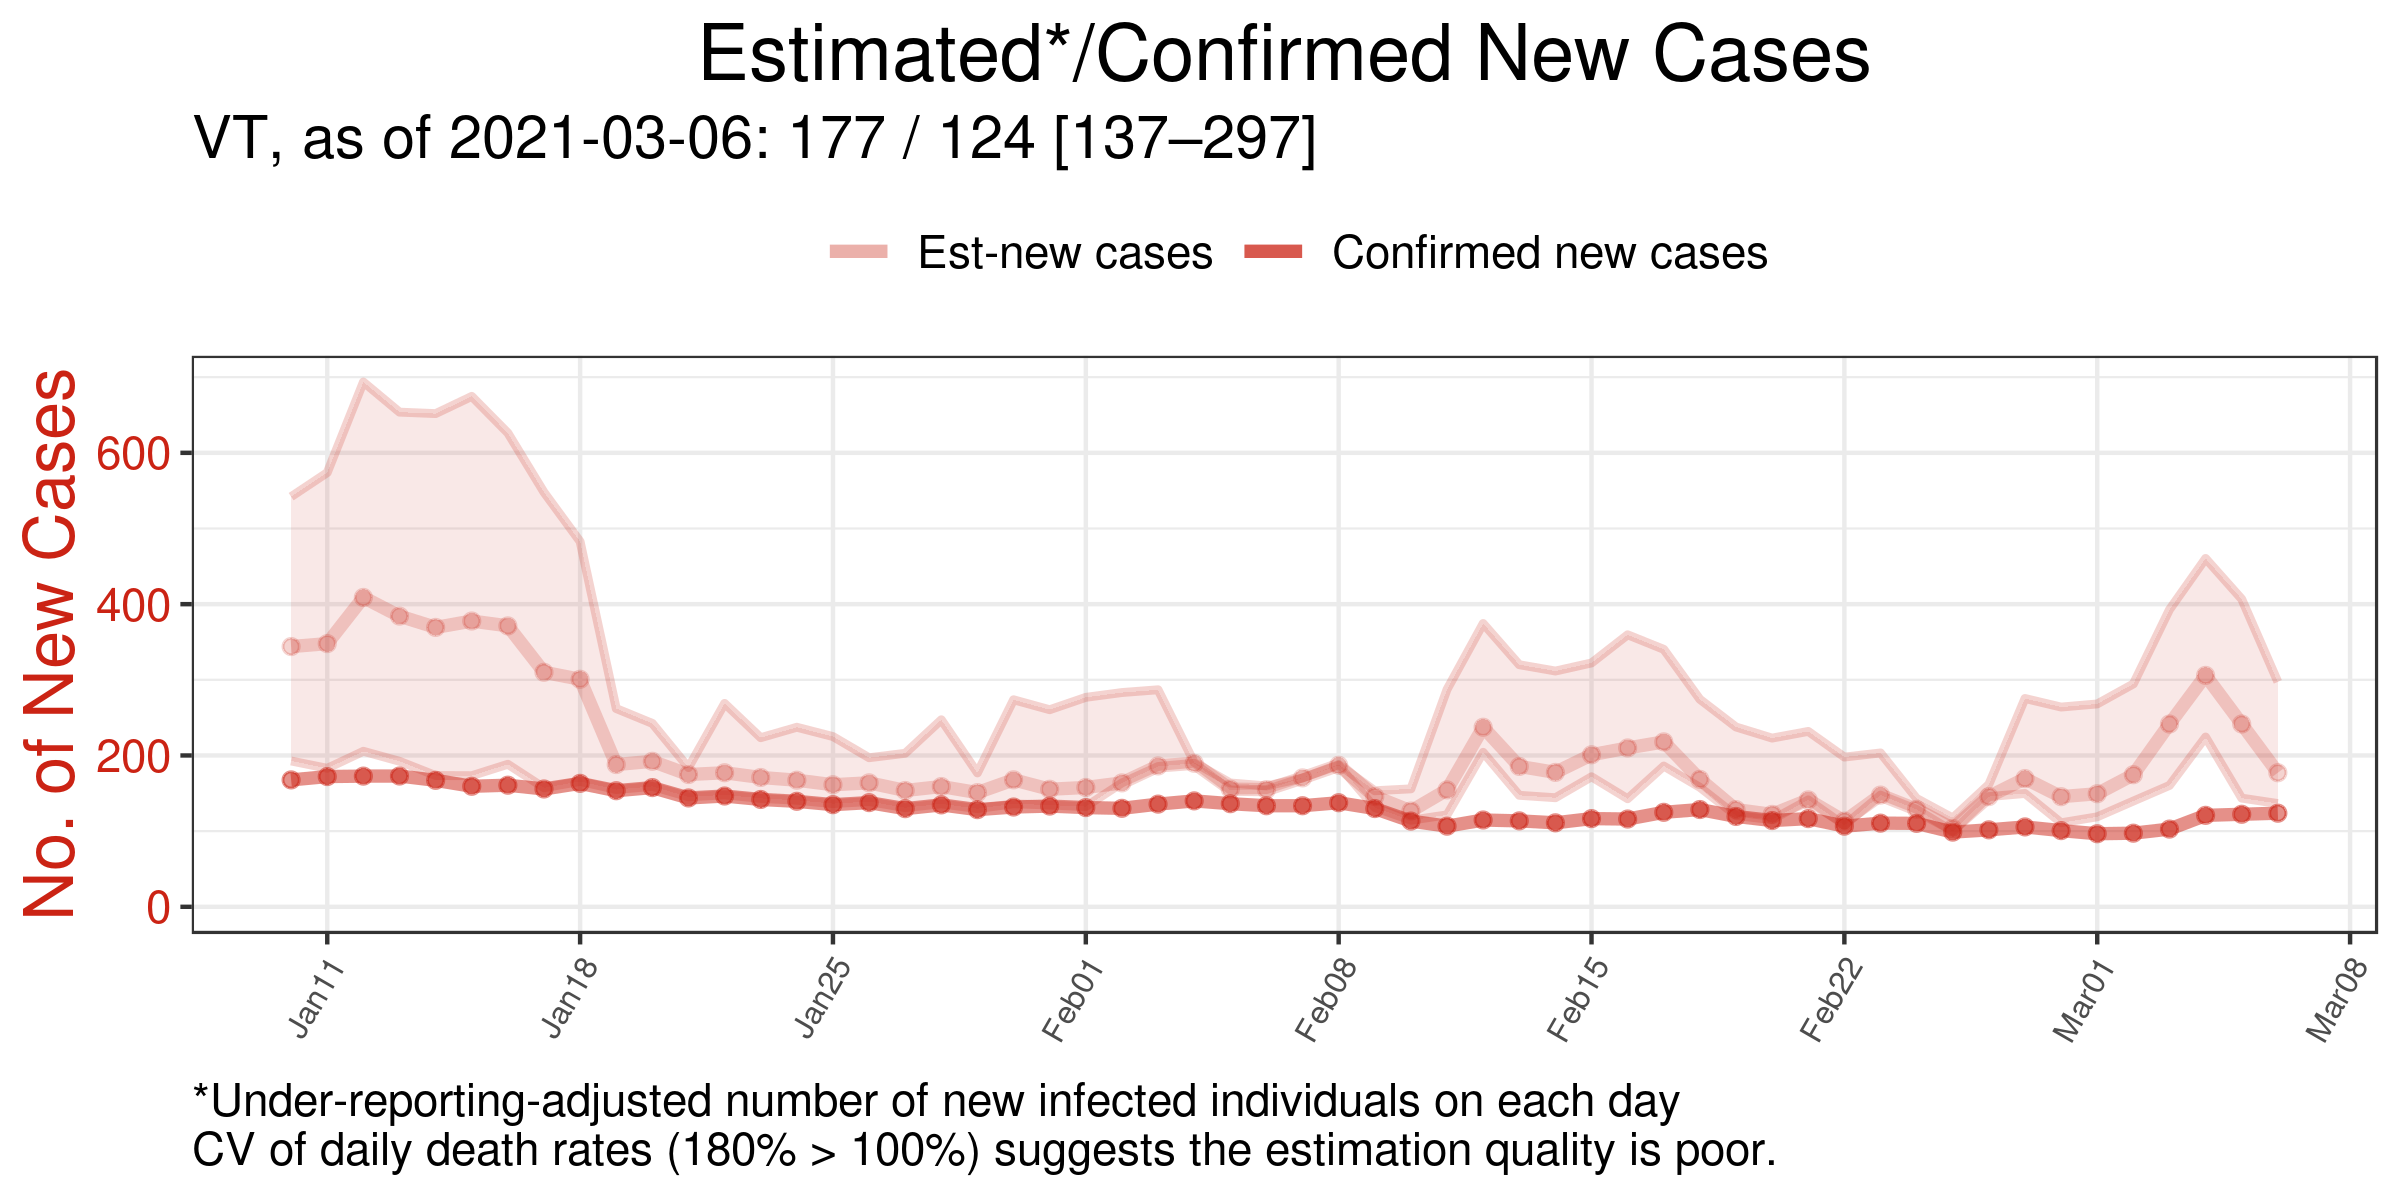 Estimated*/Confirmed New Cases
VT, as of 2021-03-06: 177 / 124 [137–297]
Est-new cases
Confirmed new cases
No. of New Cases
600
400
200
0
Jan11
Jan18
Jan25
Feb01
Feb08
Feb15
Feb22
Mar01
Mar08
*Under-reporting-adjusted number of new infected individuals on each day
CV of daily death rates (180% > 100%) suggests the estimation quality is poor.